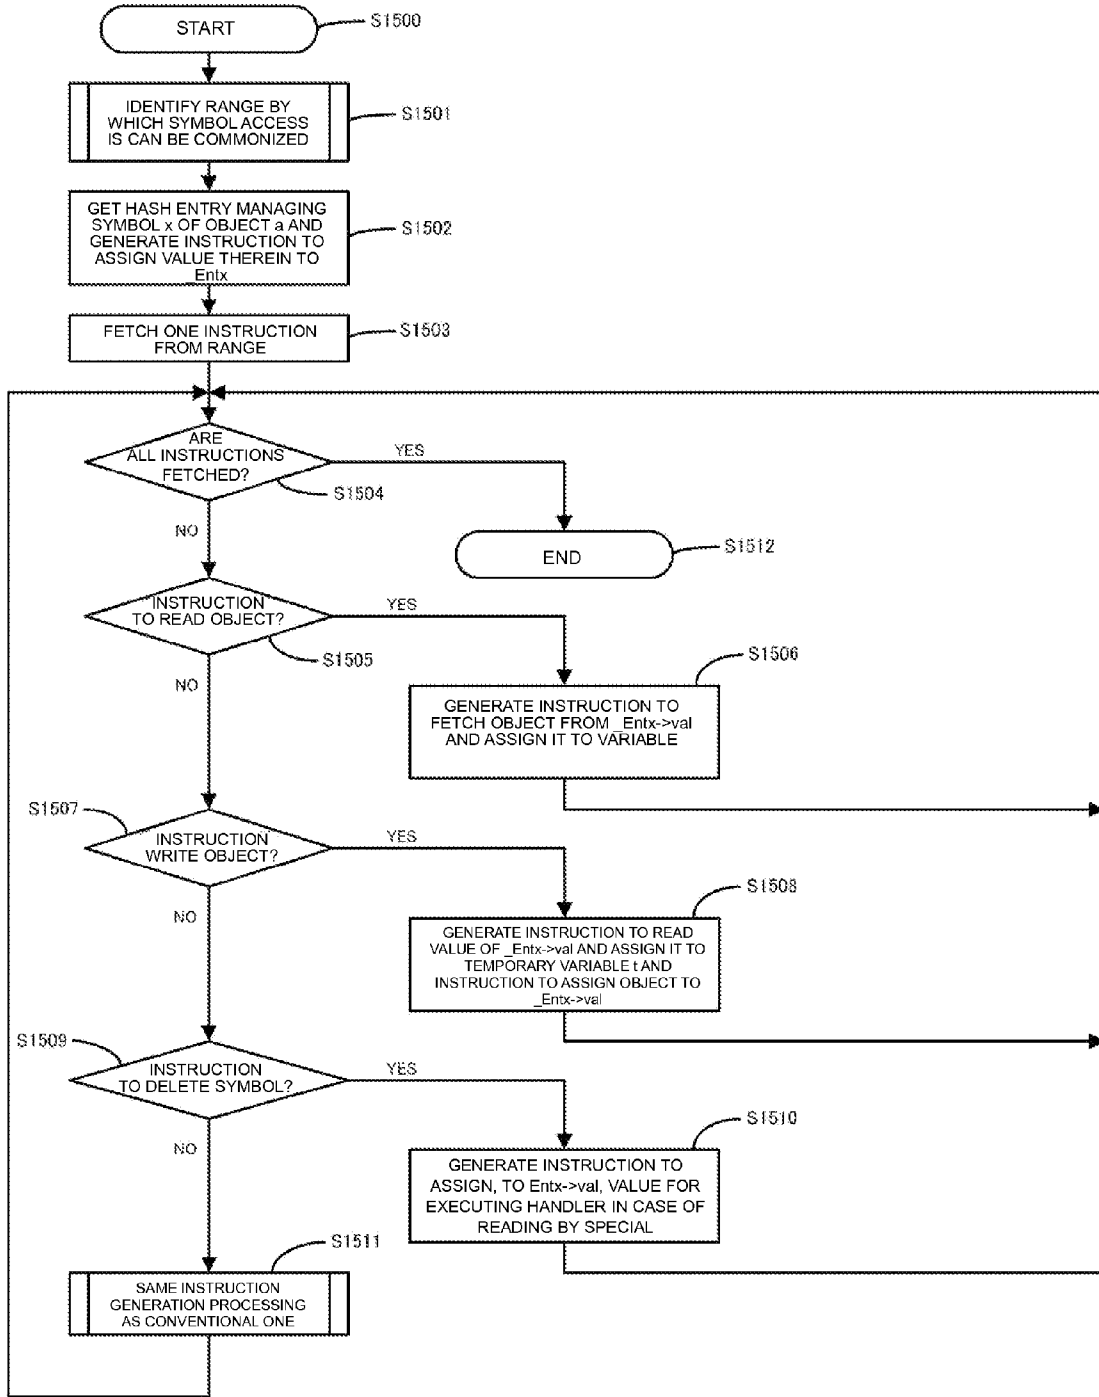 START
S1500
IDENTIFY RANGE BY
WHICH SYMBOL ACCESS
IS CAN BE COMMONIZED
S1501
GET HASH ENTRY MANAGING
SYMBOL x OF OBJECT a AND
GENERATE INSTRUCTION TO
ASSIGN VALUE THEREIN TO
_Entx
S1502
FETCH ONE INSTRUCTION
FROM RANGE
S1503
ARE
ALL INSTRUCTIONS
FETCHED?
YES
S1504
NO
END
S1512
INSTRUCTION
TO READ OBJECT?
YES
S1505
NO
S1506
GENERATE INSTRUCTION TO
FETCH OBJECT FROM _Entx->val
AND ASSIGN IT TO VARIABLE
S1507
INSTRUCTION
WRITE OBJECT?
YES
NO
S1508
GENERATE INSTRUCTION TO READ
VALUE OF _Entx->val AND ASSIGN IT TO
TEMPORARY VARIABLE t AND
INSTRUCTION TO ASSIGN OBJECT TO
_Entx->val
S1509
INSTRUCTION
TO DELETE SYMBOL?
YES
NO
S1510
GENERATE INSTRUCTION TO
ASSIGN, TO Entx->val, VALUE FOR
EXECUTING HANDLER IN CASE OF
READING BY SPECIAL
S1511
SAME INSTRUCTION
GENERATION PROCESSING
AS CONVENTIONAL ONE